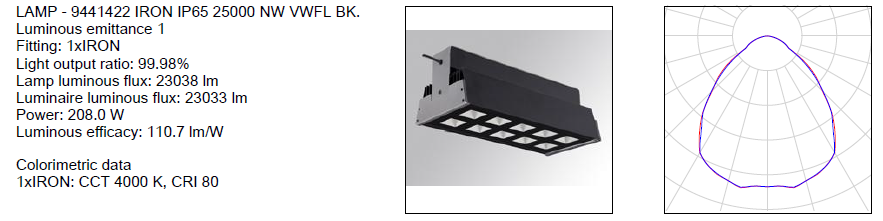 LAMP - 9441422 IRON IP65 25000 NW VWFL BK.
Luminous emittance 1
Fitting: 1xIRON
Light output ratio: 99.98%
Lamp luminous flux: 23038 lm
Luminaire luminous flux: 23033 lm
Power: 208.0 W
Luminous efficacy: 110.7 lm/W
Colorimetric data
1xIRON: CCT 4000 K, CRI 80